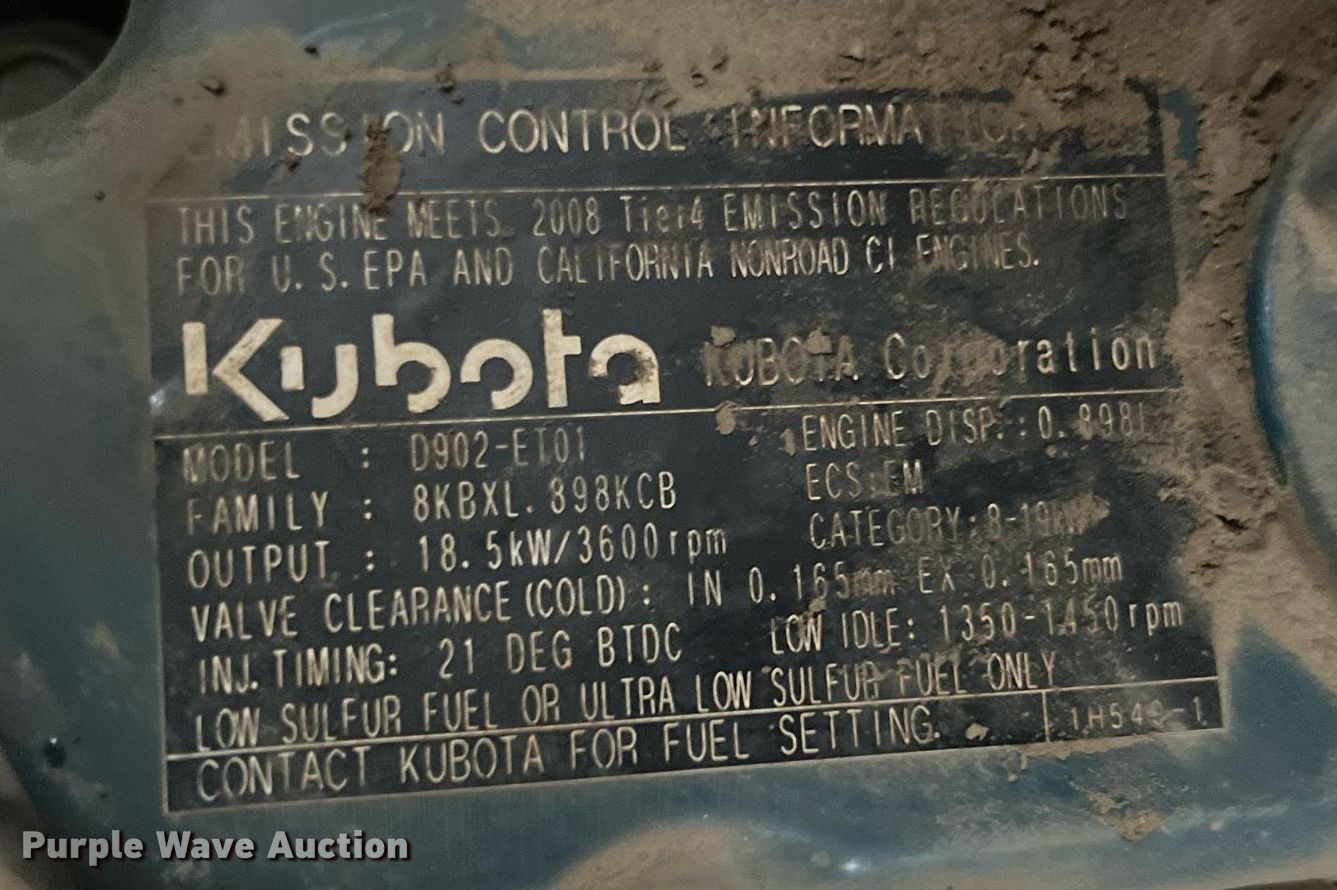 EMISSION CONTROL INFORMATION
THIS ENGINE MEETS 2008 Tier4 EMISSION REGULATIONS
FOR U.S.EPA AND CALIFORNIA NONROAD CI ENGINES.
Kubota KUBOTA Corporation
MODEL : D902-ET01 ENGINE DISP.:0.898L
FAMILY : 8KBXL.898KCB ECS:EM
OUTPUT : 18.5kW/3600rpm CATEGORY:8-19kW
VALVE CLEARANCE(COLD): IN 0.165mm EX 0.165mm
INJ.TIMING: 21 DEG BTDC LOW IDLE: 1350-1450rpm
LOW SULFUR FUEL OR ULTRA LOW SULFUR FUEL ONLY
CONTACT KUBOTA FOR FUEL SETTING.
Purple Wave Auction